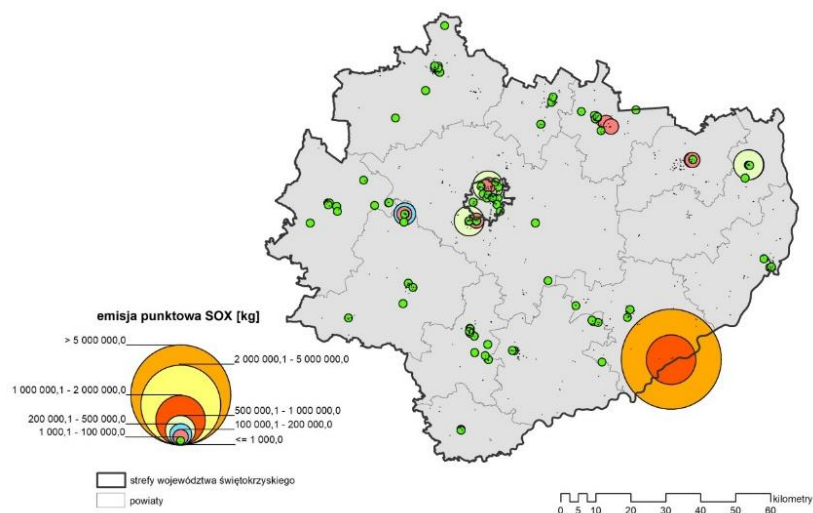 emisja punktowa SOX [kg]
> 5 000 000,0
2 000 000,1 - 5 000 000,0
1 000 000,1 - 2 000 000,0
500 000,1 - 1 000 000,0
200 000,1 - 500 000,0
100 000,1 - 200 000,0
1 000,1 - 100 000,0
<= 1 000,0
strefy województwa świętokrzyskiego
powiaty
kilometry
0 5 10 20 30 40 50 60